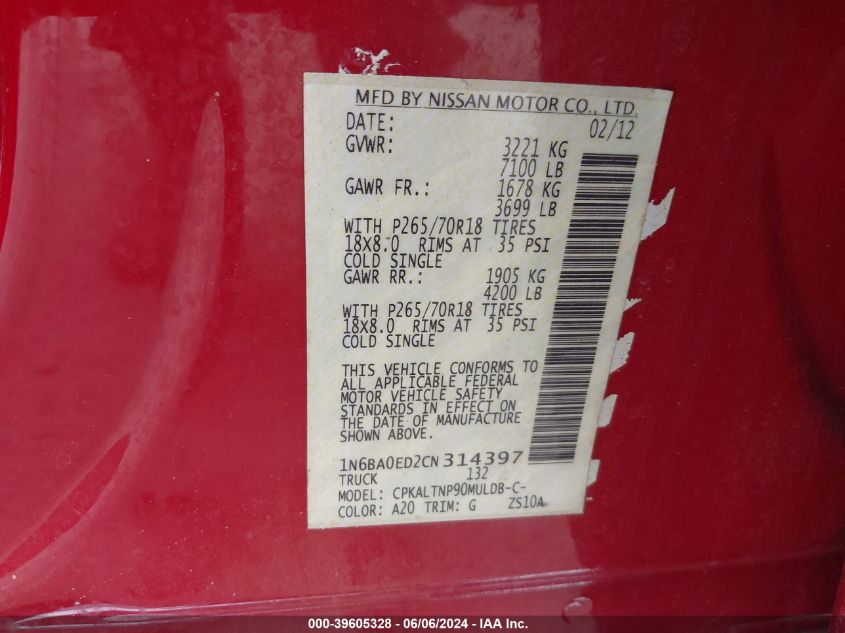 MFD BY NISSAN MOTOR CO., LTD.
DATE: 02/12
GVWR: 3221 KG
7100 LB
GAWR FR.: 1678 KG
3699 LB
WITH P265/70R18 TIRES
18X8.0 RIMS AT 35 PSI
COLD SINGLE
GAWR RR.: 1905 KG
4200 LB
WITH P265/70R18 TIRES
18X8.0 RIMS AT 35 PSI
COLD SINGLE
THIS VEHICLE CONFORMS TO
ALL APPLICABLE FEDERAL
MOTOR VEHICLE SAFETY
STANDARDS IN EFFECT ON
THE DATE OF MANUFACTURE
SHOWN ABOVE.
1N6BA0ED2CN314397
TRUCK 132
MODEL: CPKALTNP90MULDB-C-
COLOR: A20 TRIM: G ZS10A
000-39605328 - 06/06/2024 - IAA, Inc.